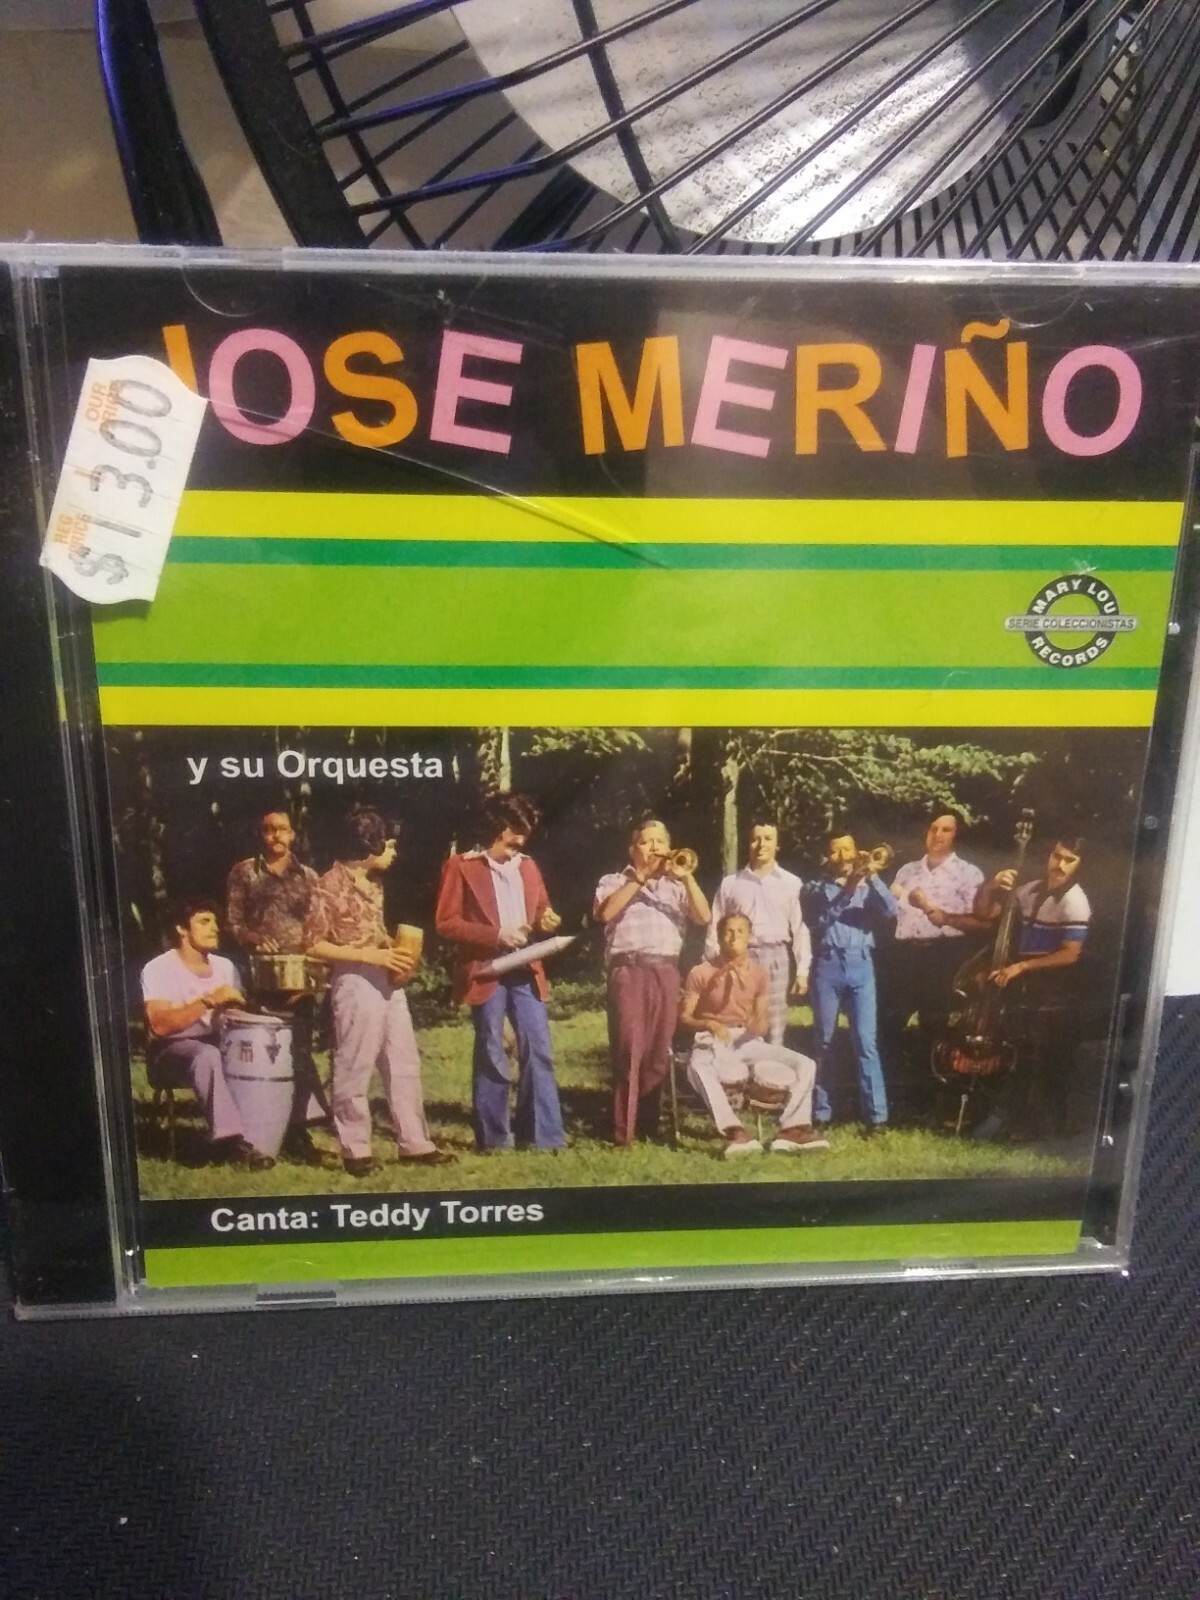 JOSE MERIÑO
OUR PRICE
REG. PRICE
$13.00
MARY LOU
SERIE COLECCIONISTAS
RECORDS
y su Orquesta
Canta: Teddy Torres